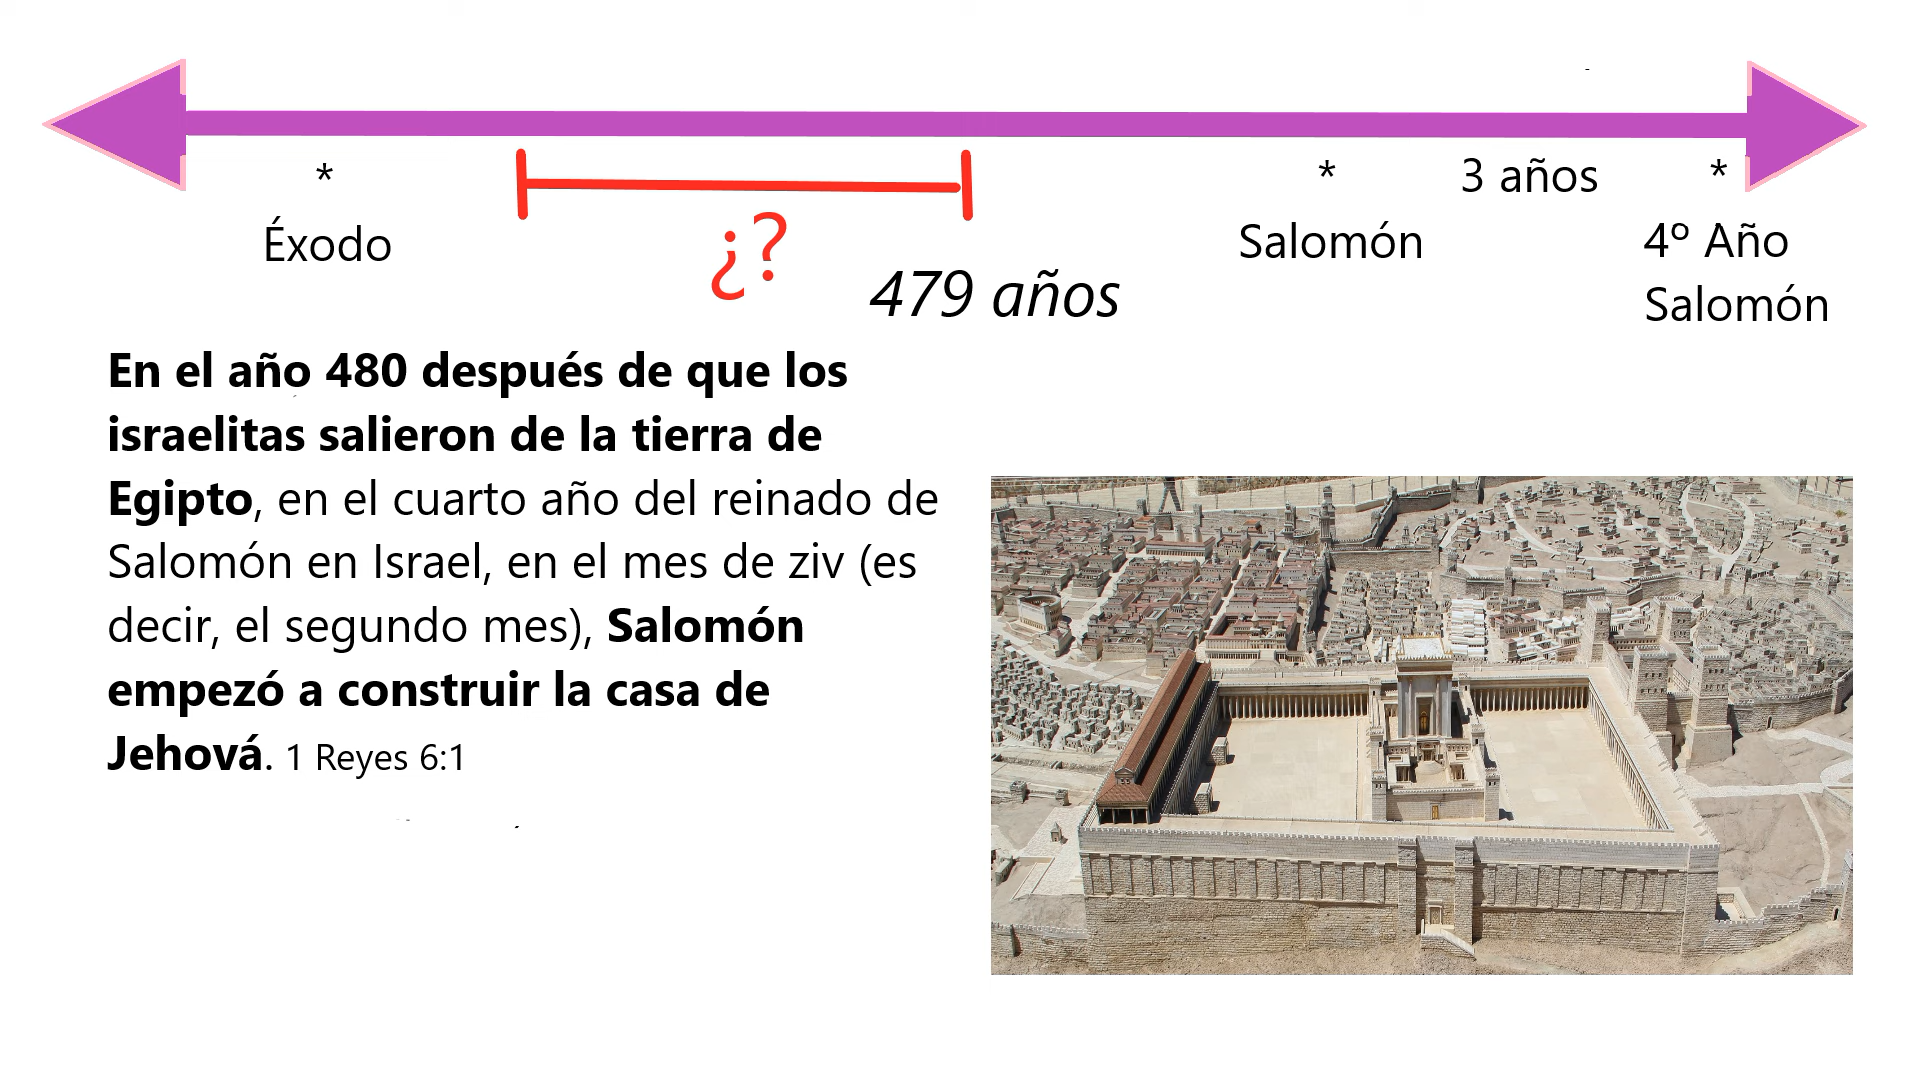 * * 3 años *
Éxodo Salomón 4º Año
¿? Salomón
479 años
En el año 480 después de que los
israelitas salieron de la tierra de
Egipto, en el cuarto año del reinado de
Salomón en Israel, en el mes de ziv (es
decir, el segundo mes), Salomón
empezó a construir la casa de
Jehová. 1 Reyes 6:1